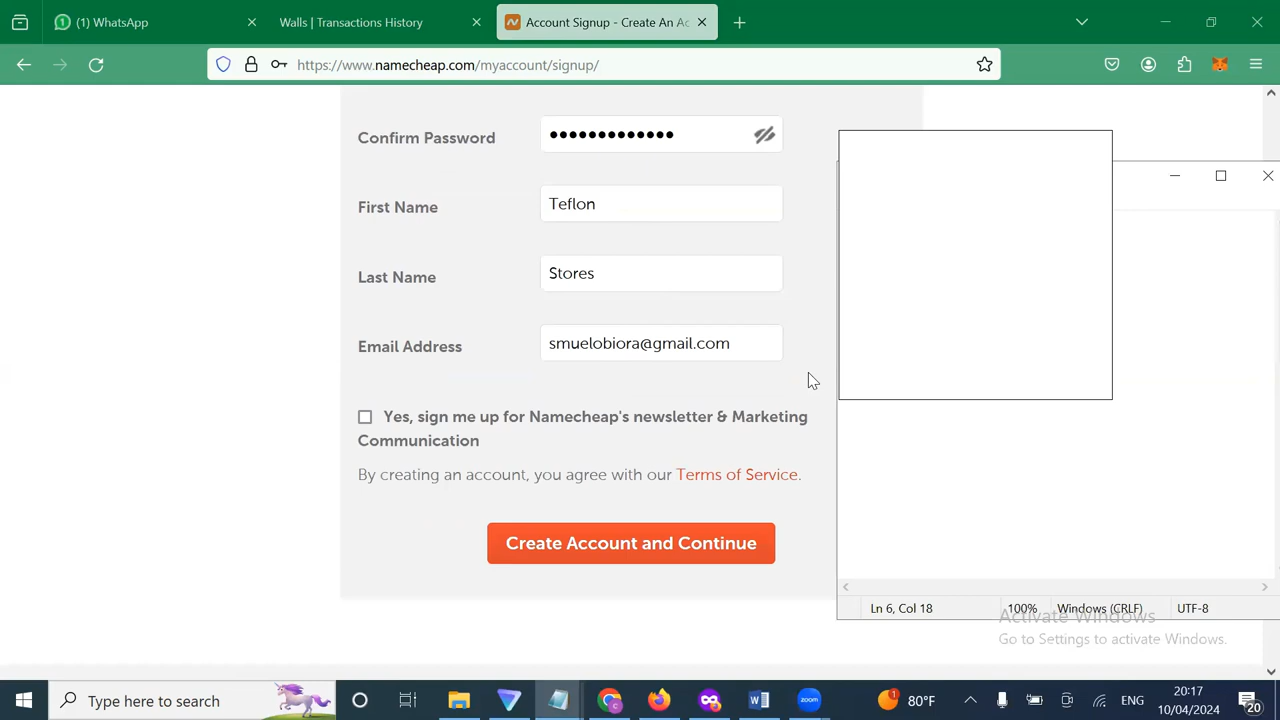 (1) WhatsApp
Walls | Transactions History
Account Signup - Create An Ac
https://www.namecheap.com/myaccount/signup/
Confirm Password
First Name
Teflon
Last Name
Stores
Email Address
smuelobiora@gmail.com
Yes, sign me up for Namecheap's newsletter & Marketing
Communication
By creating an account, you agree with our Terms of Service.
Create Account and Continue
Ln 6, Col 18
100%
Windows (CRLF)
UTF-8
Activate Windows
Go to Settings to activate Windows.
Type here to search
zoom
1
80°F
ENG
20:17
10/04/2024
20